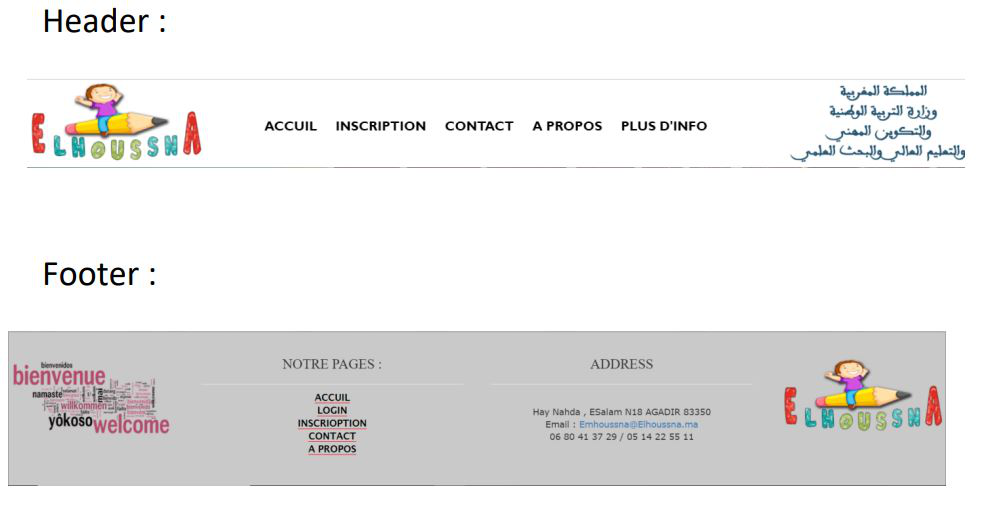 Header :
ELHOUSSNA
ACCUIL INSCRIPTION CONTACT A PROPOS PLUS D'INFO
المملكة المغربية
وزارة التربية الوطنية
والتكوين المهني
والتعليم العالي والبحث العلمي
Footer :
bienvenidos
bienvenue
namaste
willkommen
yôkoso welcome
NOTRE PAGES :
ACCUIL
LOGIN
INSCRIOPTION
CONTACT
A PROPOS
ADDRESS
Hay Nahda , ESalam N18 AGADIR 83350
Email : Emhoussna@Elhoussna.ma
06 80 41 37 29 / 05 14 22 55 11
ELHOUSSNA